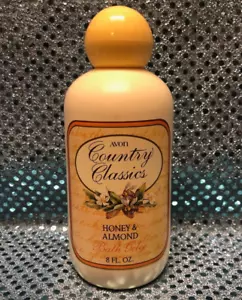 AVON
Country
Classics
HONEY &
ALMOND
8 FL. OZ.